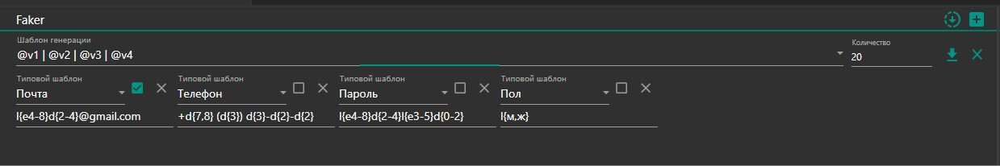 Faker
Шаблон генерации
Количество
@v1 | @v2 | @v3 | @v4
20
Типовой шаблон
Типовой шаблон
Типовой шаблон
Типовой шаблон
Почта
Телефон
Пароль
Пол
l{e4-8}d{2-4}@gmail.com
+d{7,8} (d{3}) d{3}-d{2}-d{2}
l{e4-8}d{2-4}l{e3-5}d{0-2}
l{м,ж}